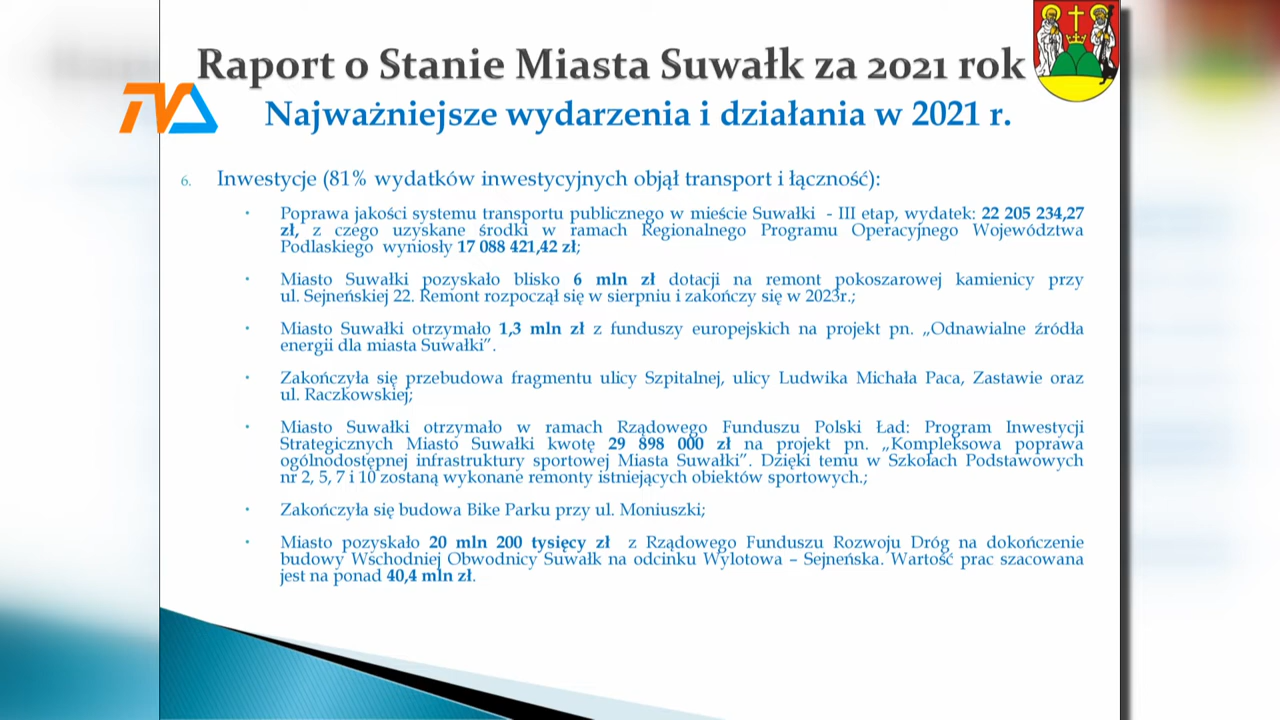 Raport o Stanie Miasta Suwałk za 2021 rok
TVA
Najważniejsze wydarzenia i działania w 2021 r.
6. Inwestycje (81% wydatków inwestycyjnych objął transport i łączność):
• Poprawa jakości systemu transportu publicznego w mieście Suwałki - III etap, wydatek: 22 205 234,27
zł, z czego uzyskane środki w ramach Regionalnego Programu Operacyjnego Województwa
Podlaskiego wyniosły 17 088 421,42 zł;
• Miasto Suwałki pozyskało blisko 6 mln zł dotacji na remont pokoszarowej kamienicy przy
ul. Sejneńskiej 22. Remont rozpoczął się w sierpniu i zakończy się w 2023r.;
• Miasto Suwałki otrzymało 1,3 mln zł z funduszy europejskich na projekt pn. „Odnawialne źródła
energii dla miasta Suwałki”.
• Zakończyła się przebudowa fragmentu ulicy Szpitalnej, ulicy Ludwika Michała Paca, Zastawie oraz
ul. Raczkowskiej;
• Miasto Suwałki otrzymało w ramach Rządowego Funduszu Polski Ład: Program Inwestycji
Strategicznych Miasto Suwałki kwotę 29 898 000 zł na projekt pn. „Kompleksowa poprawa
ogólnodostępnej infrastruktury sportowej Miasta Suwałki”. Dzięki temu w Szkołach Podstawowych
nr 2, 5, 7 i 10 zostaną wykonane remonty istniejących obiektów sportowych.;
• Zakończyła się budowa Bike Parku przy ul. Moniuszki;
• Miasto pozyskało 20 mln 200 tysięcy zł z Rządowego Funduszu Rozwoju Dróg na dokończenie
budowy Wschodniej Obwodnicy Suwałk na odcinku Wylotowa – Sejneńska. Wartość prac szacowana
jest na ponad 40,4 mln zł.